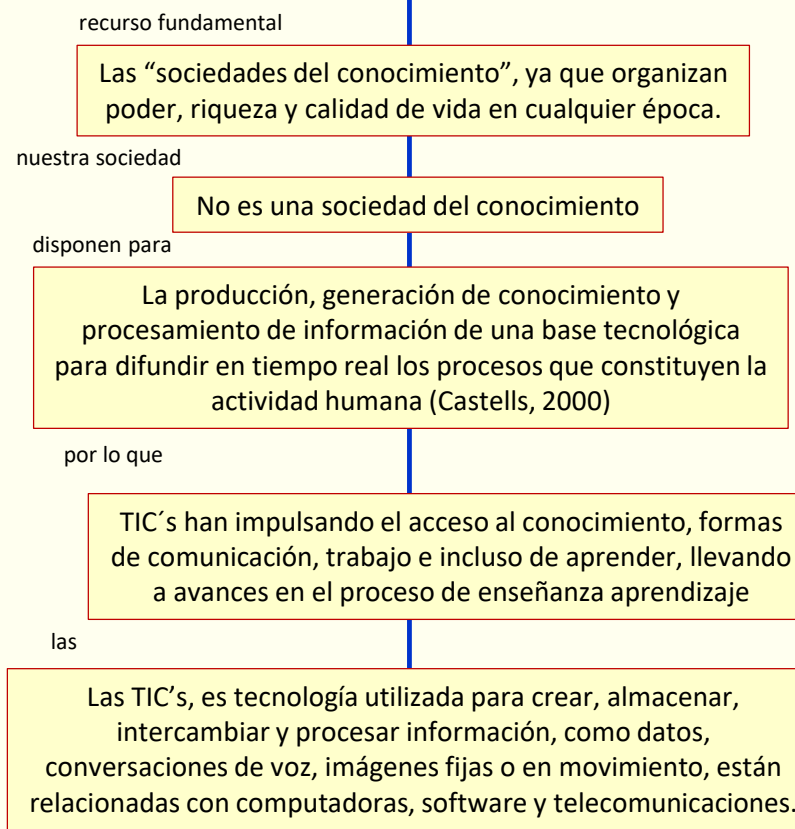 recurso fundamental
Las “sociedades del conocimiento”, ya que organizan
poder, riqueza y calidad de vida en cualquier época.
nuestra sociedad
No es una sociedad del conocimiento
disponen para
La producción, generación de conocimiento y
procesamiento de información de una base tecnológica
para difundir en tiempo real los procesos que constituyen la
actividad humana (Castells, 2000)
por lo que
TIC´s han impulsando el acceso al conocimiento, formas
de comunicación, trabajo e incluso de aprender, llevando
a avances en el proceso de enseñanza aprendizaje
las
Las TIC’s, es tecnología utilizada para crear, almacenar,
intercambiar y procesar información, como datos,
conversaciones de voz, imágenes fijas o en movimiento, están
relacionadas con computadoras, software y telecomunicaciones.